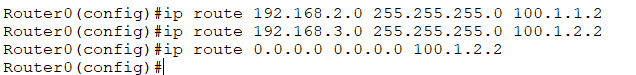 Router0(config)#ip route 192.168.2.0 255.255.255.0 100.1.1.2
Router0(config)#ip route 192.168.3.0 255.255.255.0 100.1.2.2
Router0(config)#ip route 0.0.0.0 0.0.0.0 100.1.2.2
Router0(config)#